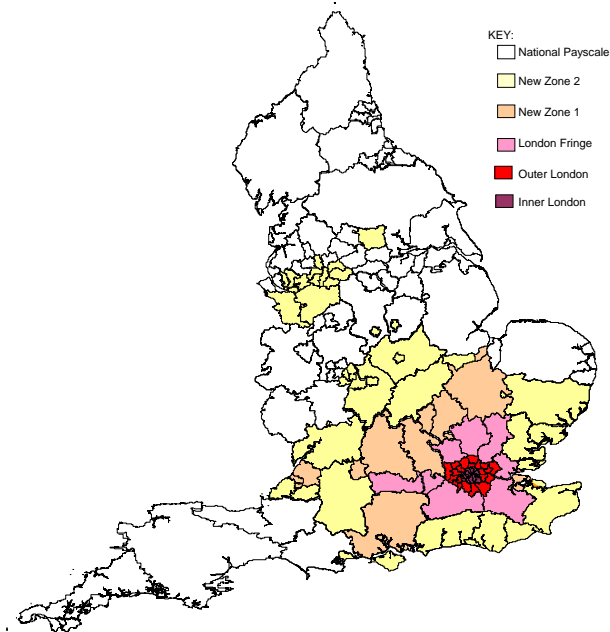 KEY:
National Payscale
New Zone 2
New Zone 1
London Fringe
Outer London
Inner London